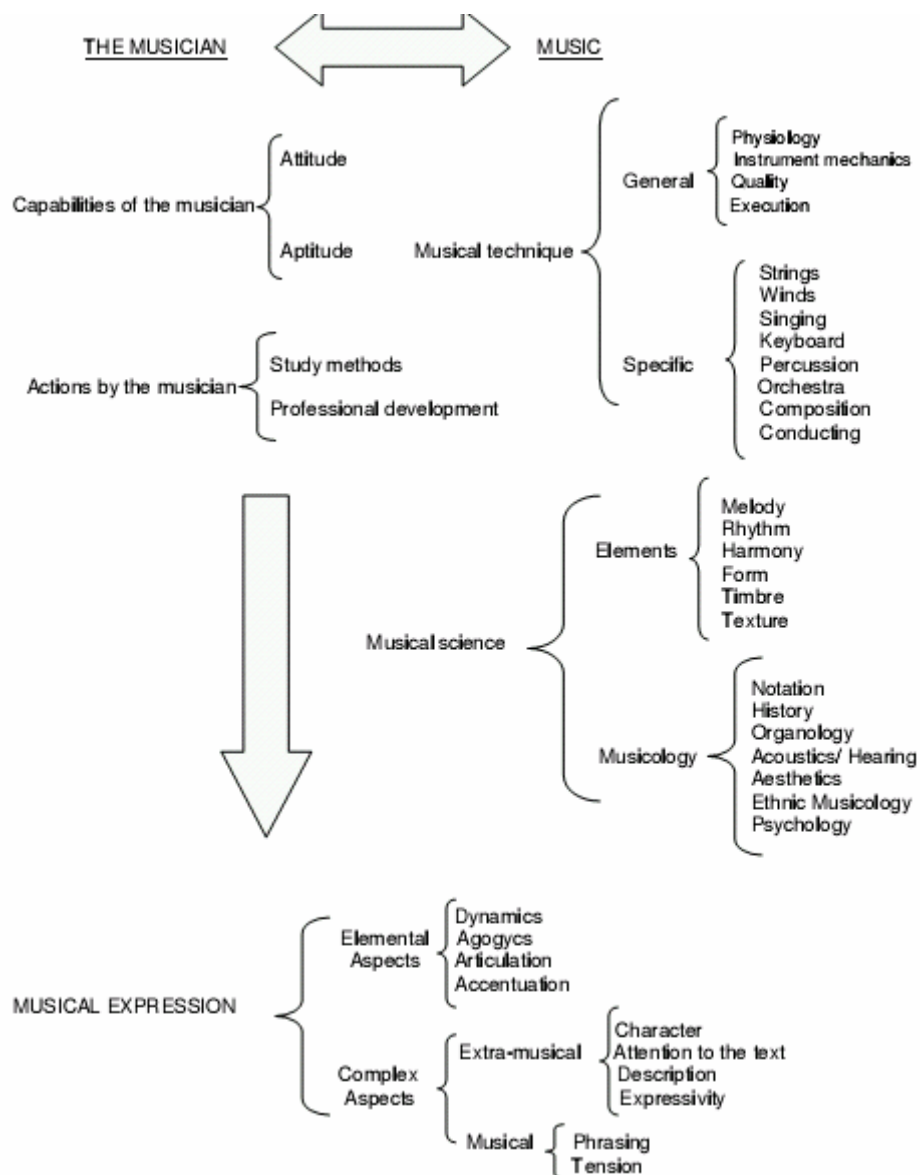 THE MUSICIAN
MUSIC
Capabilities of the musician
Attitude
Aptitude
Actions by the musician
Study methods
Professional development
Musical technique
General
Physiology
Instrument mechanics
Quality
Execution
Specific
Strings
Winds
Singing
Keyboard
Percussion
Orchestra
Composition
Conducting
Musical science
Elements
Melody
Rhythm
Harmony
Form
Timbre
Texture
Musicology
Notation
History
Organology
Acoustics/ Hearing
Aesthetics
Ethnic Musicology
Psychology
MUSICAL EXPRESSION
Elemental
Aspects
Dynamics
Agogycs
Articulation
Accentuation
Complex
Aspects
Extra-musical
Character
Attention to the text
Description
Expressivity
Musical
Phrasing
Tension